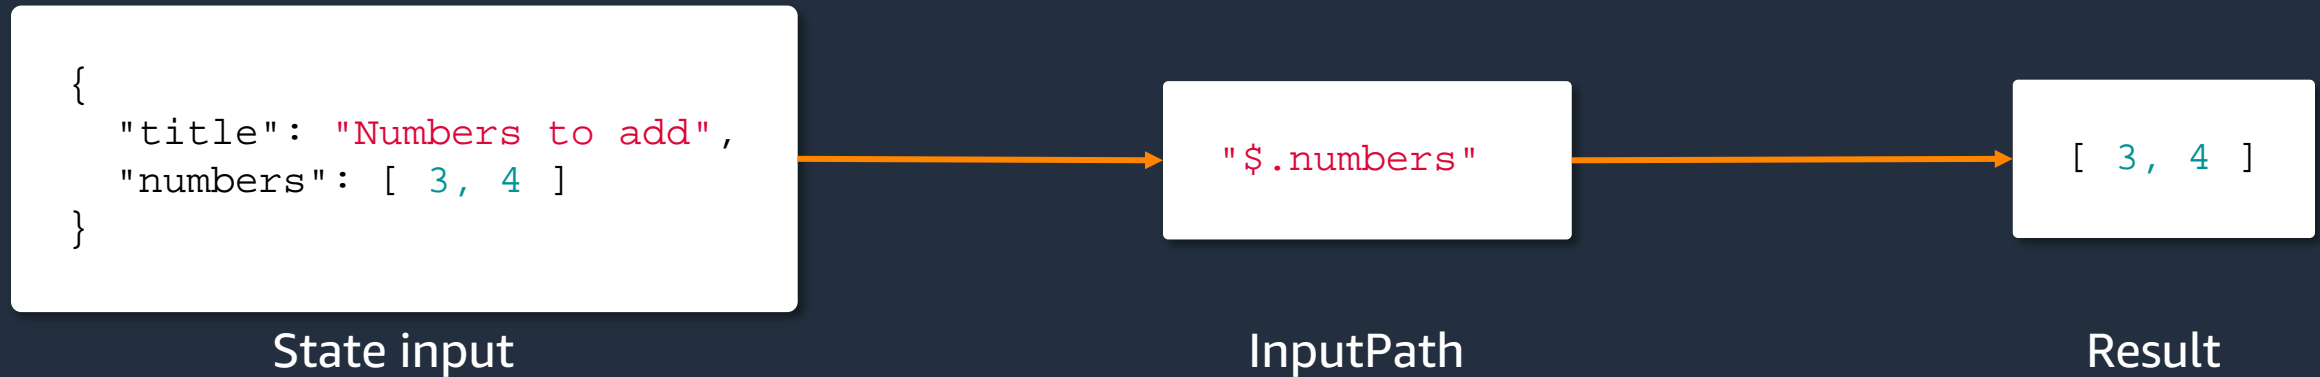 {
"title": "Numbers to add",
"numbers": [ 3, 4 ]
}
State input
"$.numbers"
InputPath
[ 3, 4 ]
Result